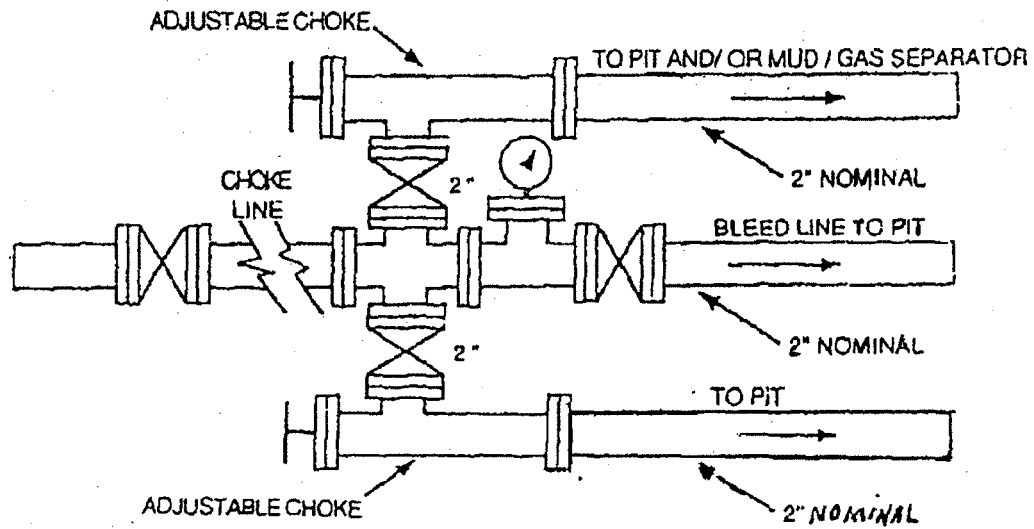 ADJUSTABLE CHOKE
TO PIT AND/ OR MUD / GAS SEPARATOR
2"
2" NOMINAL
CHOKE
LINE
BLEED LINE TO PIT
2" NOMINAL
2"
TO PIT
ADJUSTABLE CHOKE
2" NOMINAL